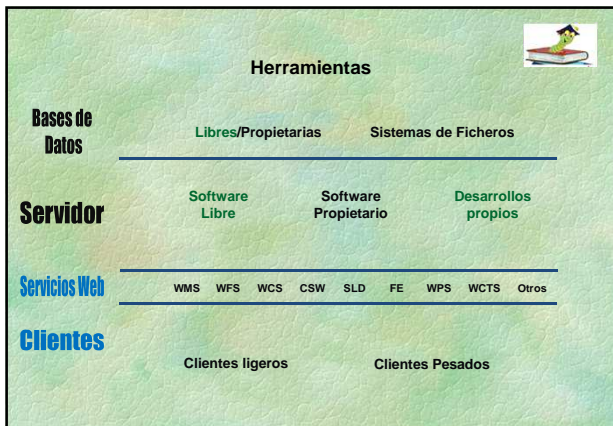 Herramientas
Bases de
Datos
Libres/Propietarias
Sistemas de Ficheros
Servidor
Software
Libre
Software
Propietario
Desarrollos
propios
Servicios Web
WMS WFS WCS CSW SLD FE WPS WCTS Otros
Clientes
Clientes ligeros
Clientes Pesados